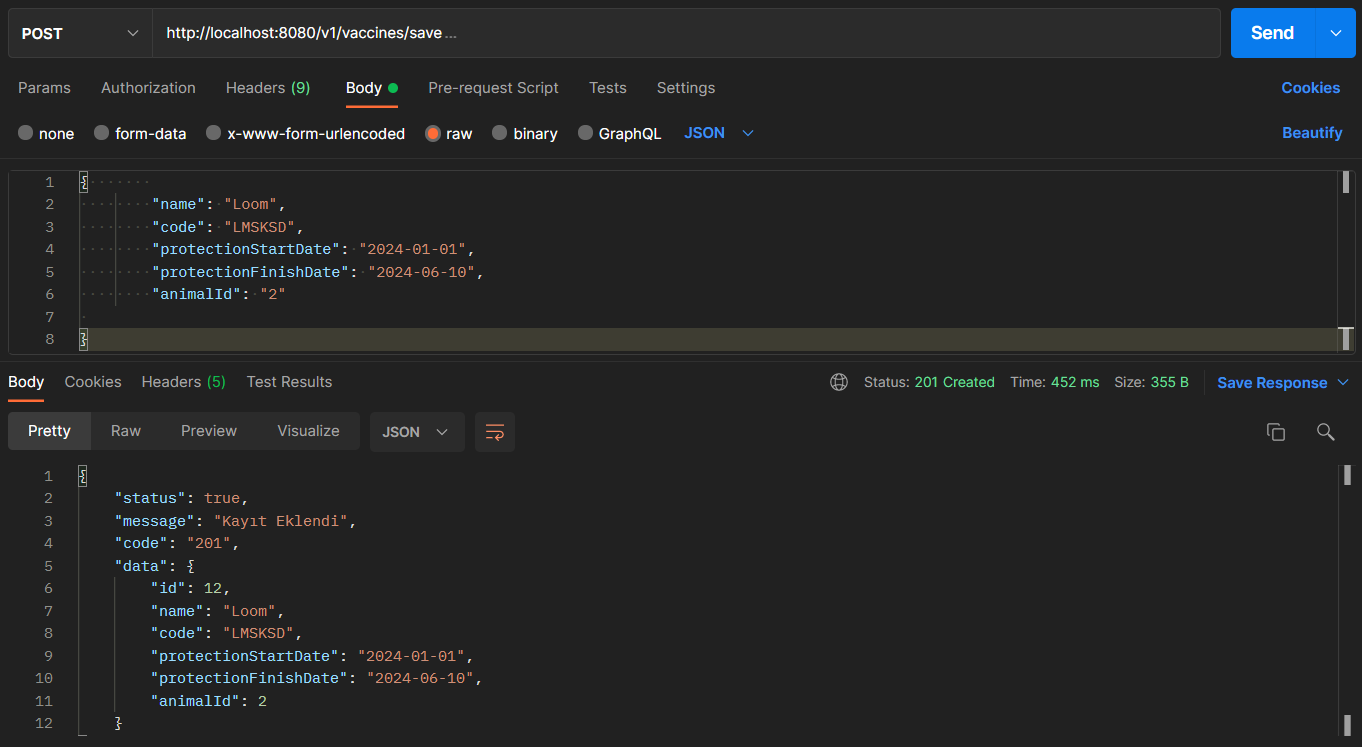 POST http://localhost:8080/v1/vaccines/save ... Send
Params Authorization Headers (9) Body Pre-request Script Tests Settings Cookies
none form-data x-www-form-urlencoded raw binary GraphQL JSON Beautify
1 {
2 "name": "Loom",
3 "code": "LMSKSD",
4 "protectionStartDate": "2024-01-01",
5 "protectionFinishDate": "2024-06-10",
6 "animalId": "2"
7
8 }
Body Cookies Headers (5) Test Results Status: 201 Created Time: 452 ms Size: 355 B Save Response
Pretty Raw Preview Visualize JSON
1 {
2 "status": true,
3 "message": "Kayıt Eklendi",
4 "code": "201",
5 "data": {
6 "id": 12,
7 "name": "Loom",
8 "code": "LMSKSD",
9 "protectionStartDate": "2024-01-01",
10 "protectionFinishDate": "2024-06-10",
11 "animalId": 2
12 }